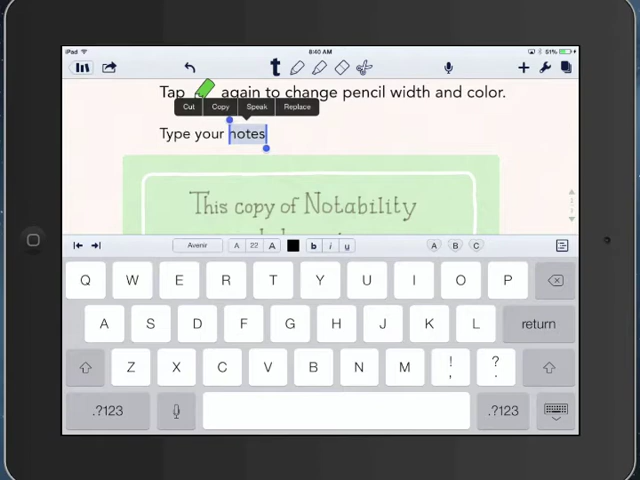 iPad 8:40 AM 51%
t
Tap again to change pencil width and color.
Cut Copy Speak Replace
Type your notes
This copy of Notability
Avenir A 22 A b i u A B C
Q W E R T Y U I O P
A S D F G H J K L return
Z X C V B N M ! , ? .
.?123 .?123